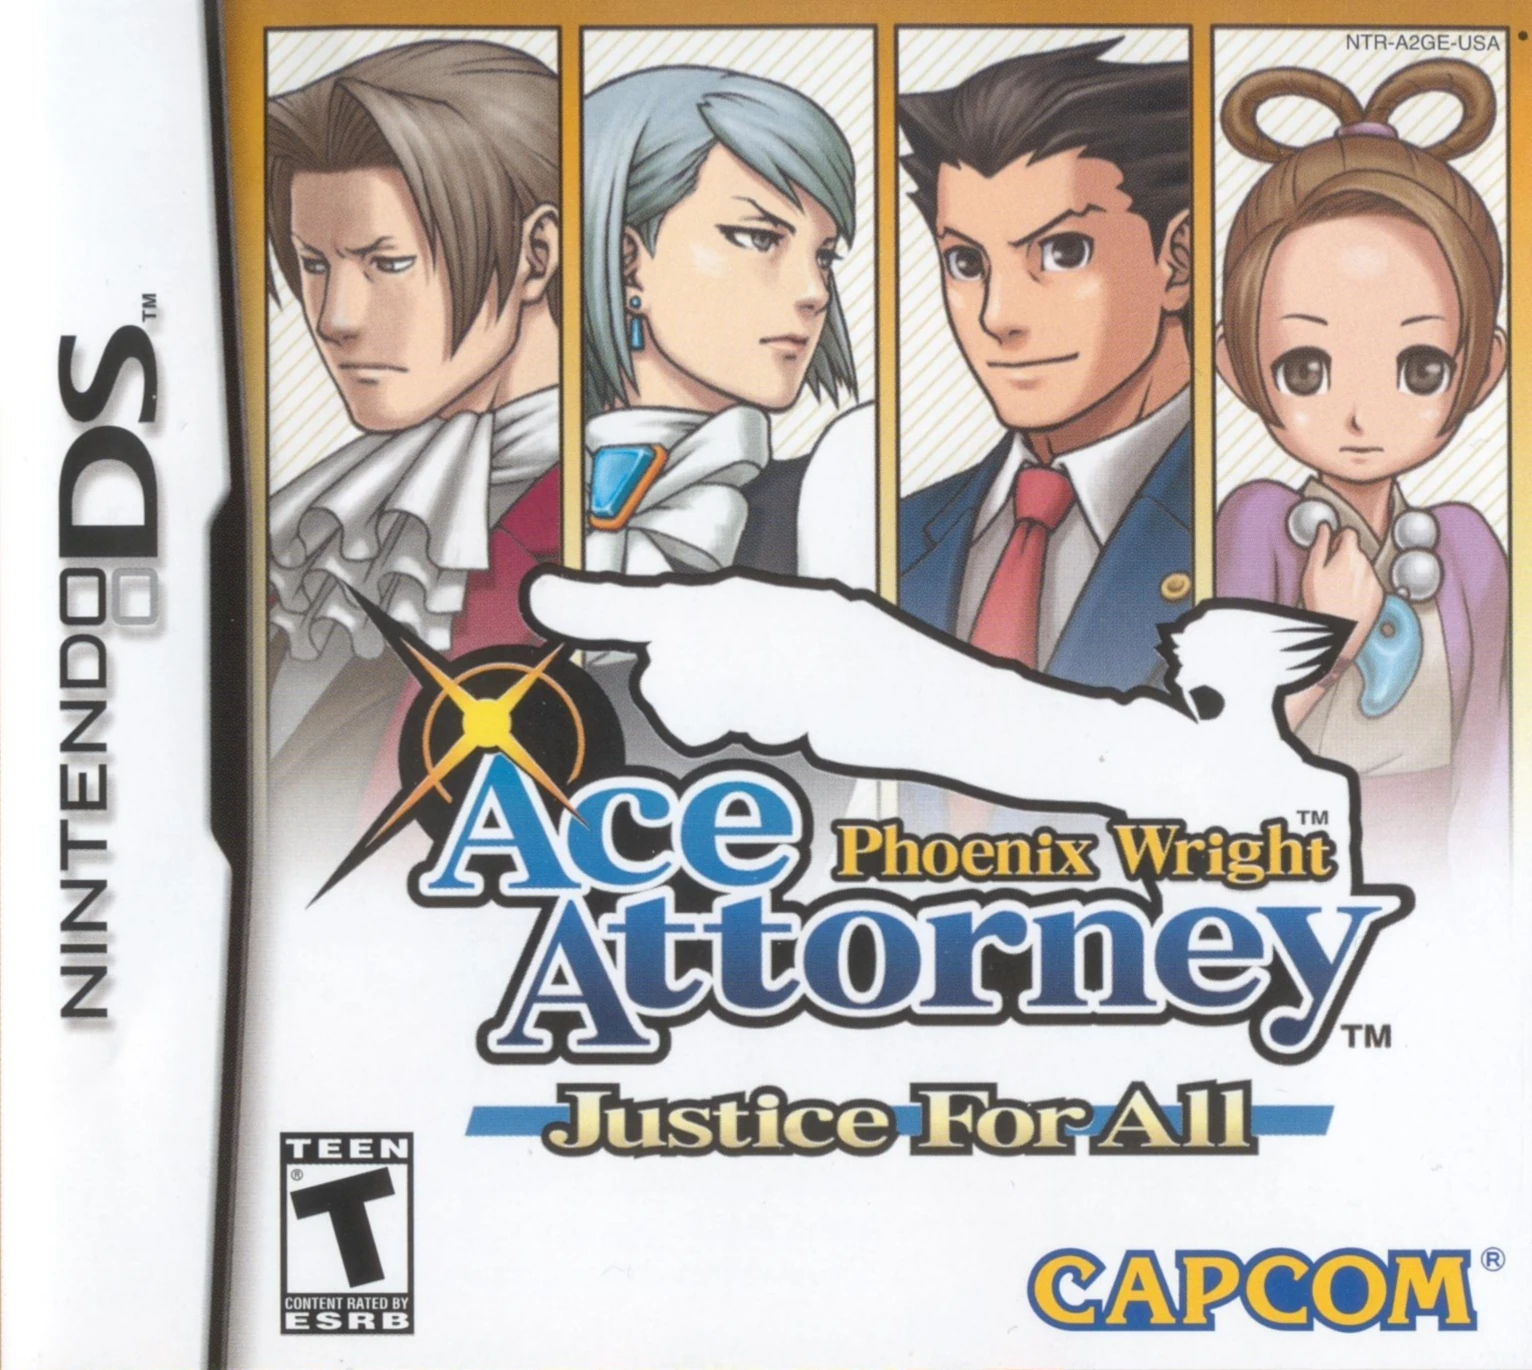 NTR-A2GE-USA
NINTENDO DS™
Ace
Phoenix Wright™
Attorney™
Justice For All
TEEN
T®
CONTENT RATED BY
ESRB
CAPCOM®